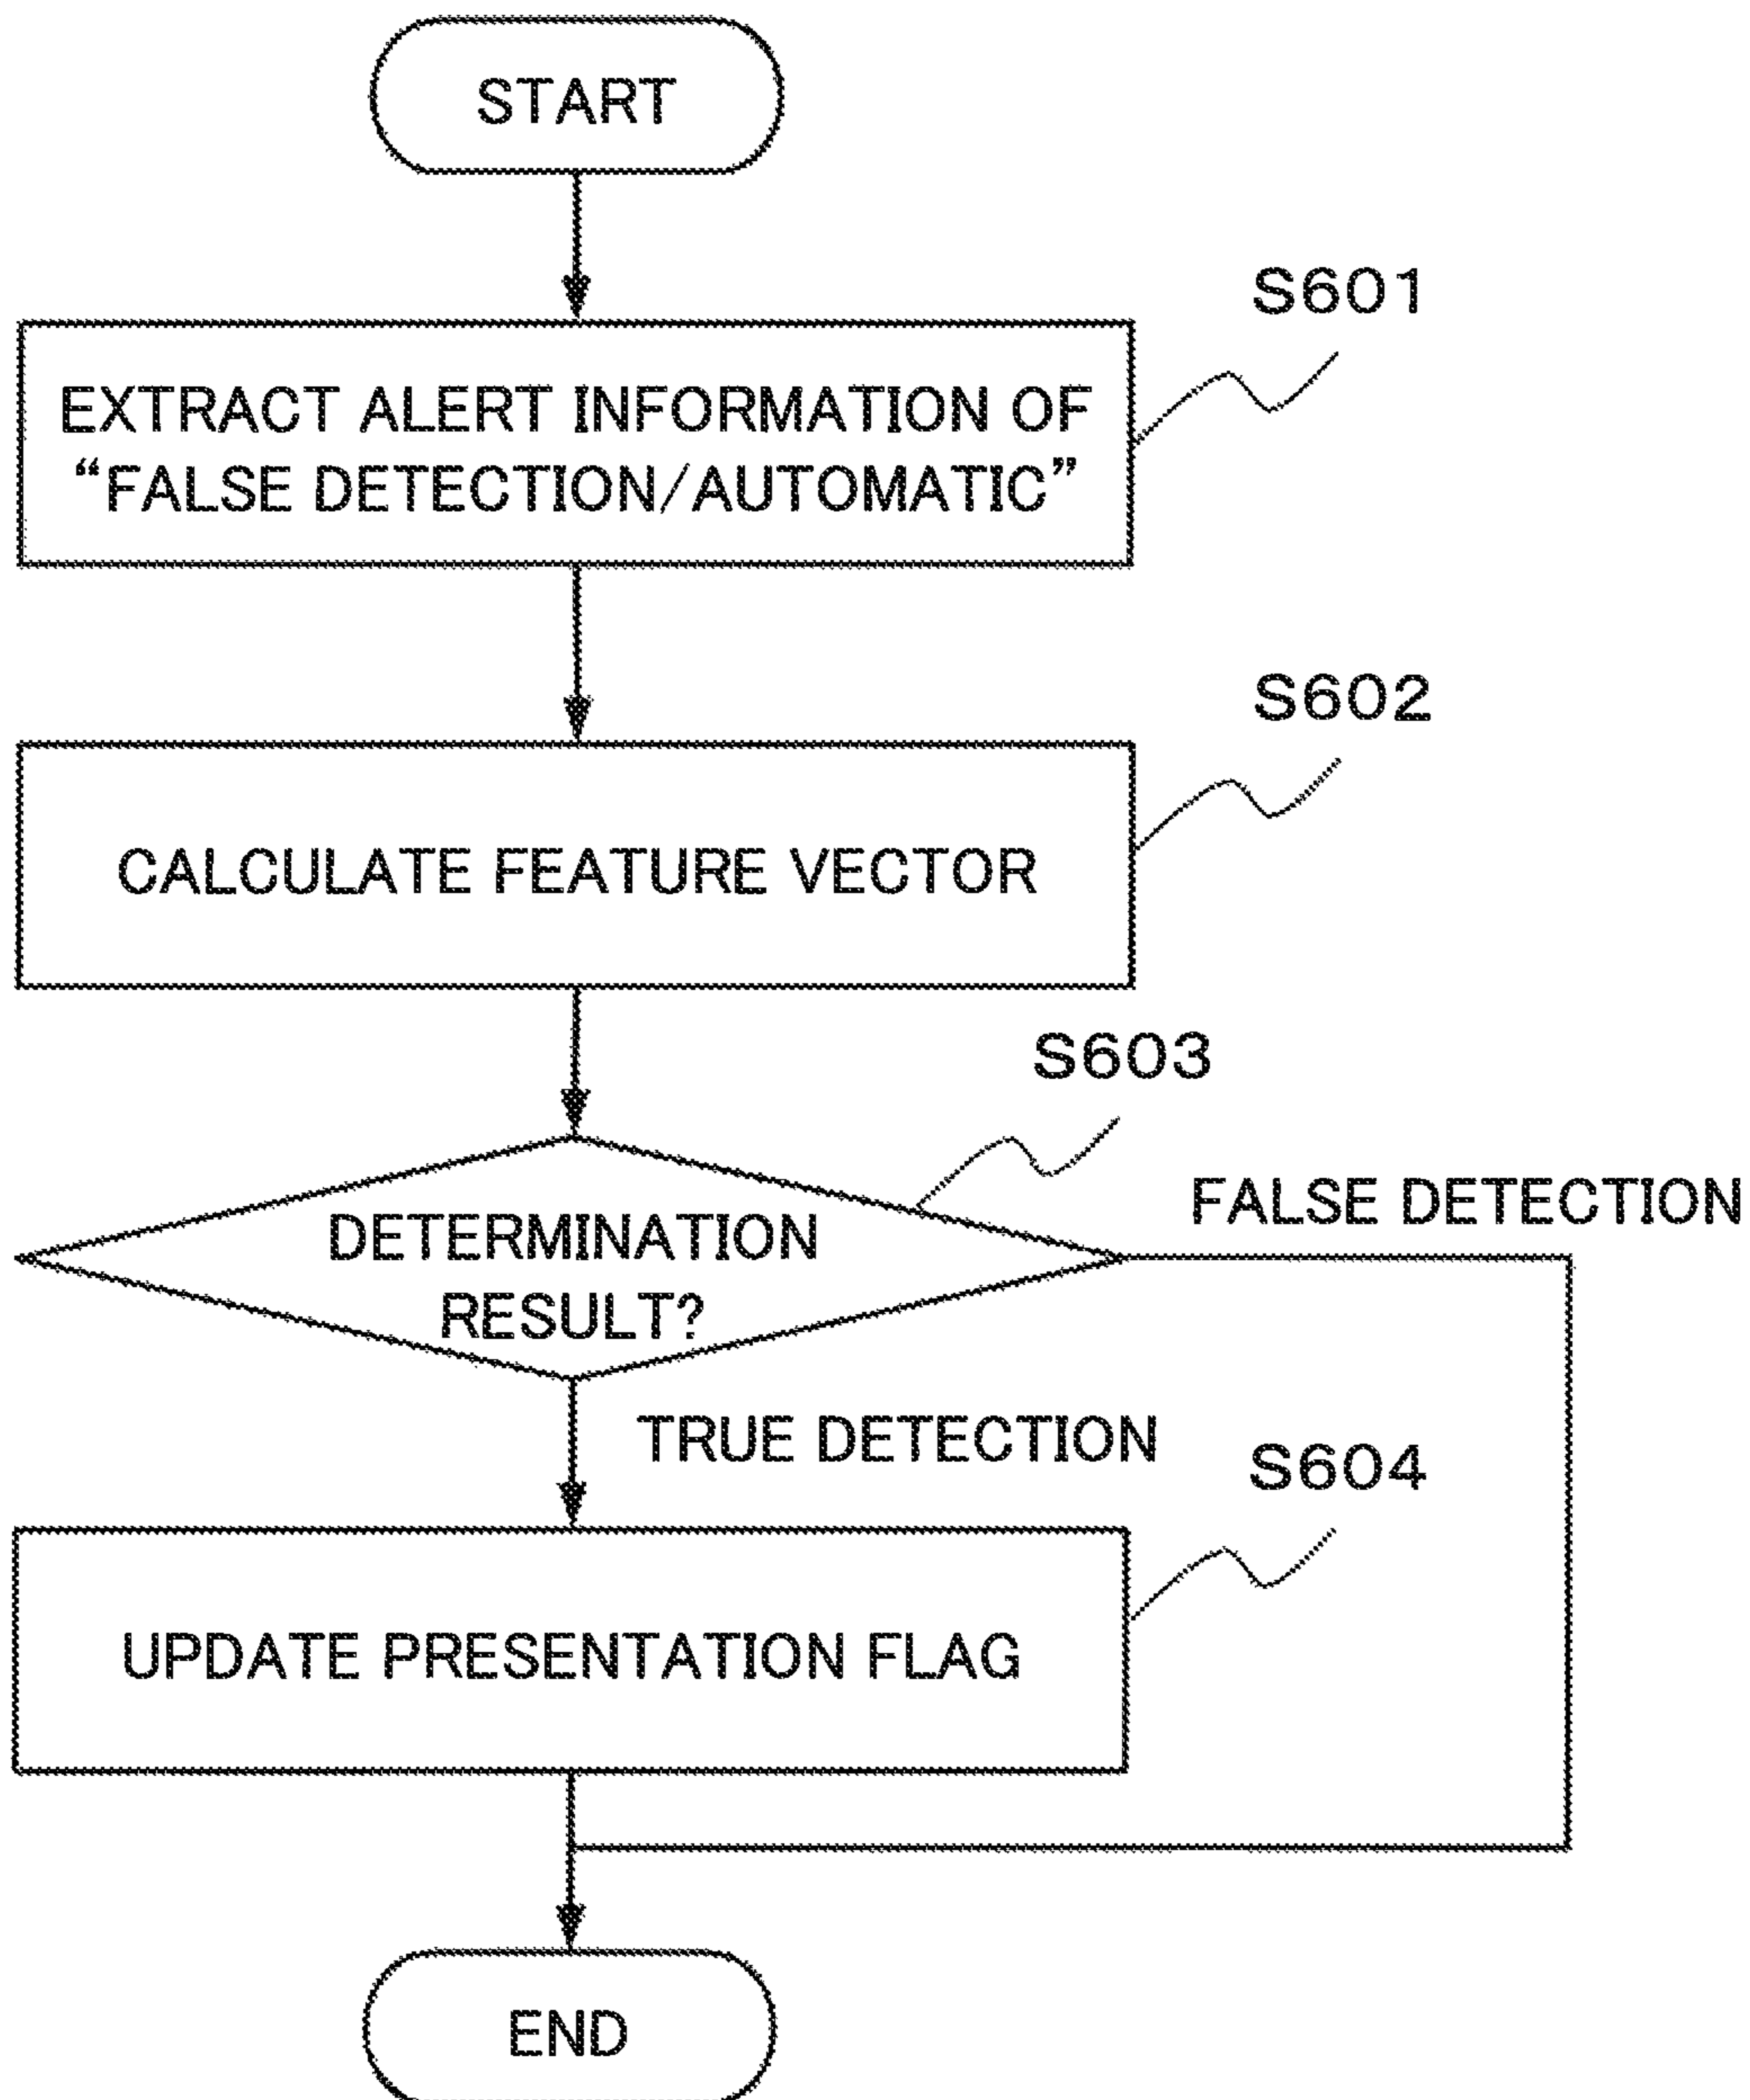 START
S601
EXTRACT ALERT INFORMATION OF
“FALSE DETECTION/AUTOMATIC”
S602
CALCULATE FEATURE VECTOR
S603
FALSE DETECTION
DETERMINATION
RESULT?
TRUE DETECTION
S604
UPDATE PRESENTATION FLAG
END